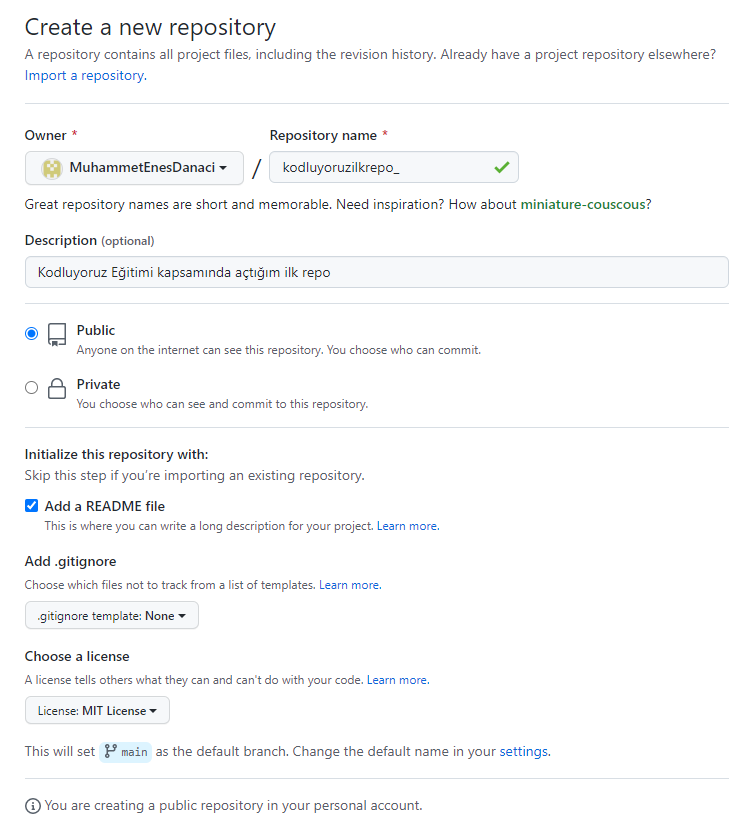 Create a new repository
A repository contains all project files, including the revision history. Already have a project repository elsewhere?
Import a repository.
Owner * Repository name *
MuhammetEnesDanaci / kodluyoruzilkrepo_
Great repository names are short and memorable. Need inspiration? How about miniature-couscous?
Description (optional)
Kodluyoruz Eğitimi kapsamında açtığım ilk repo
Public
Anyone on the internet can see this repository. You choose who can commit.
Private
You choose who can see and commit to this repository.
Initialize this repository with:
Skip this step if you're importing an existing repository.
Add a README file
This is where you can write a long description for your project. Learn more.
Add .gitignore
Choose which files not to track from a list of templates. Learn more.
.gitignore template: None
Choose a license
A license tells others what they can and can't do with your code. Learn more.
License: MIT License
This will set main as the default branch. Change the default name in your settings.
You are creating a public repository in your personal account.